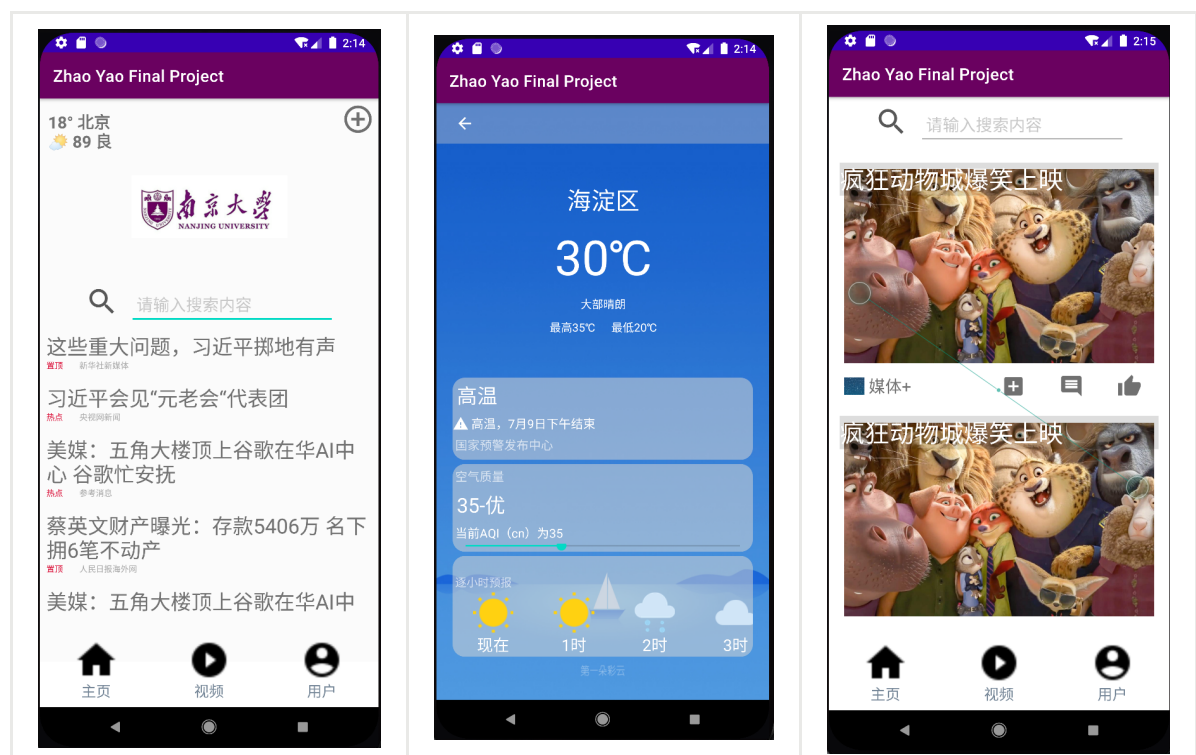 2:14
Zhao Yao Final Project
18° 北京
89 良
南京大学
NANJING UNIVERSITY
请输入搜索内容
这些重大问题，习近平掷地有声
置顶 新华社新媒体
习近平会见“元老会“代表团
热点 央视网新闻
美媒：五角大楼顶上谷歌在华AI中
心 谷歌忙安抚
热点 参考消息
蔡英文财产曝光：存款5406万 名下
拥6笔不动产
置顶 人民日报海外网
美媒：五角大楼顶上谷歌在华AI中
主页 视频 用户
2:14
Zhao Yao Final Project
海淀区
30℃
大部晴朗
最高35℃ 最低20℃
高温
高温，7月9日下午结束
国家预警发布中心
空气质量
35-优
当前AQI（cn）为35
逐小时预报
现在 1时 2时 3时
第一朵彩云
2:15
Zhao Yao Final Project
请输入搜索内容
疯狂动物城爆笑上映
媒体+
疯狂动物城爆笑上映
主页 视频 用户